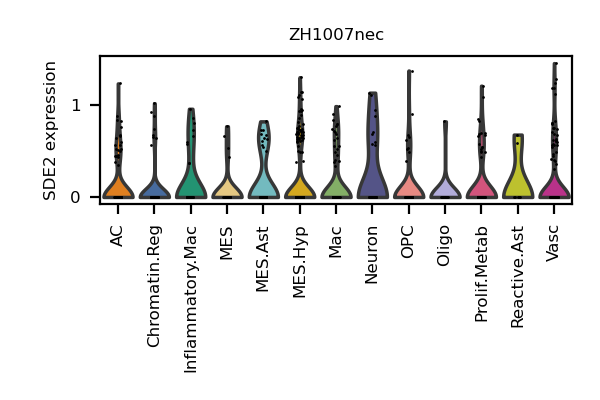 ZH1007nec
SDE2 expression
1
0
AC
Chromatin.Reg
Inflammatory.Mac
MES
MES.Ast
MES.Hyp
Mac
Neuron
OPC
Oligo
Prolif.Metab
Reactive.Ast
Vasc